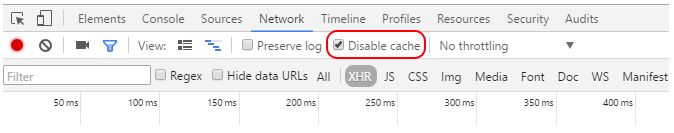 Elements Console Sources Network Timeline Profiles Resources Security Audits
View: Preserve log Disable cache No throttling
Filter Regex Hide data URLs All XHR JS CSS Img Media Font Doc WS Manifest
50 ms 100 ms 150 ms 200 ms 250 ms 300 ms 350 ms 400 ms